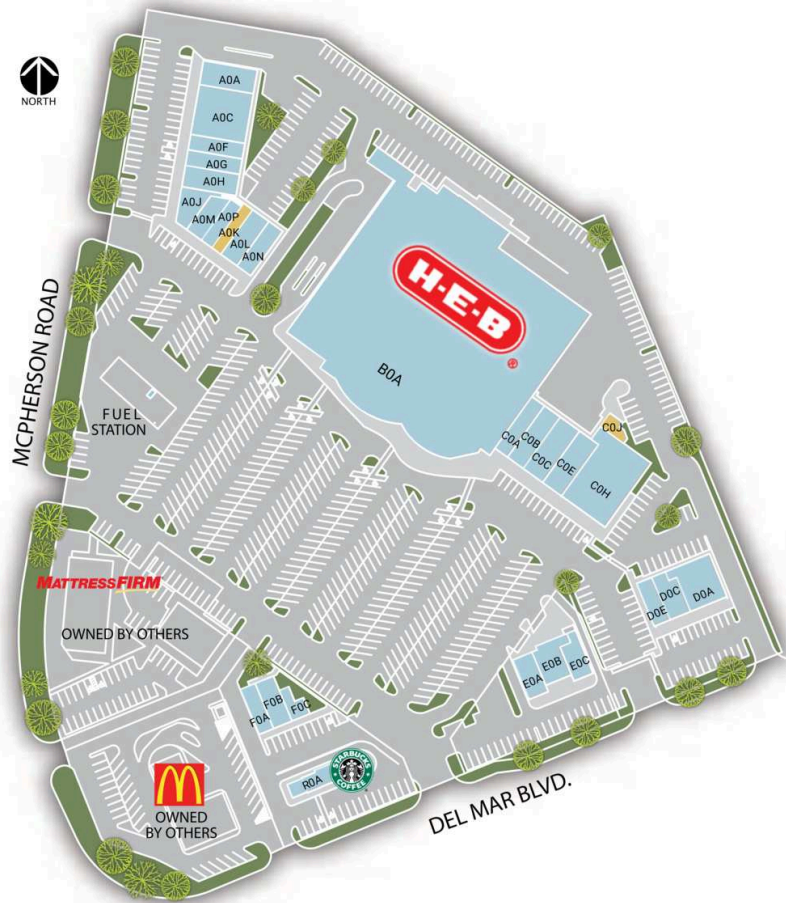 NORTH
A0A
A0C
A0F
A0G
A0H
A0J
A0M
A0P
A0K
A0L
A0N
H-E-B
®
B0A
MCPHERSON ROAD
FUEL
STATION
C0A
C0B
C0C
C0E
C0H
C0J
MATTRESSFIRM
OWNED BY OTHERS
D0E
D0C
D0A
E0A
E0B
E0C
F0A
F0B
F0C
R0A
STARBUCKS
COFFEE
OWNED
BY OTHERS
DEL MAR BLVD.